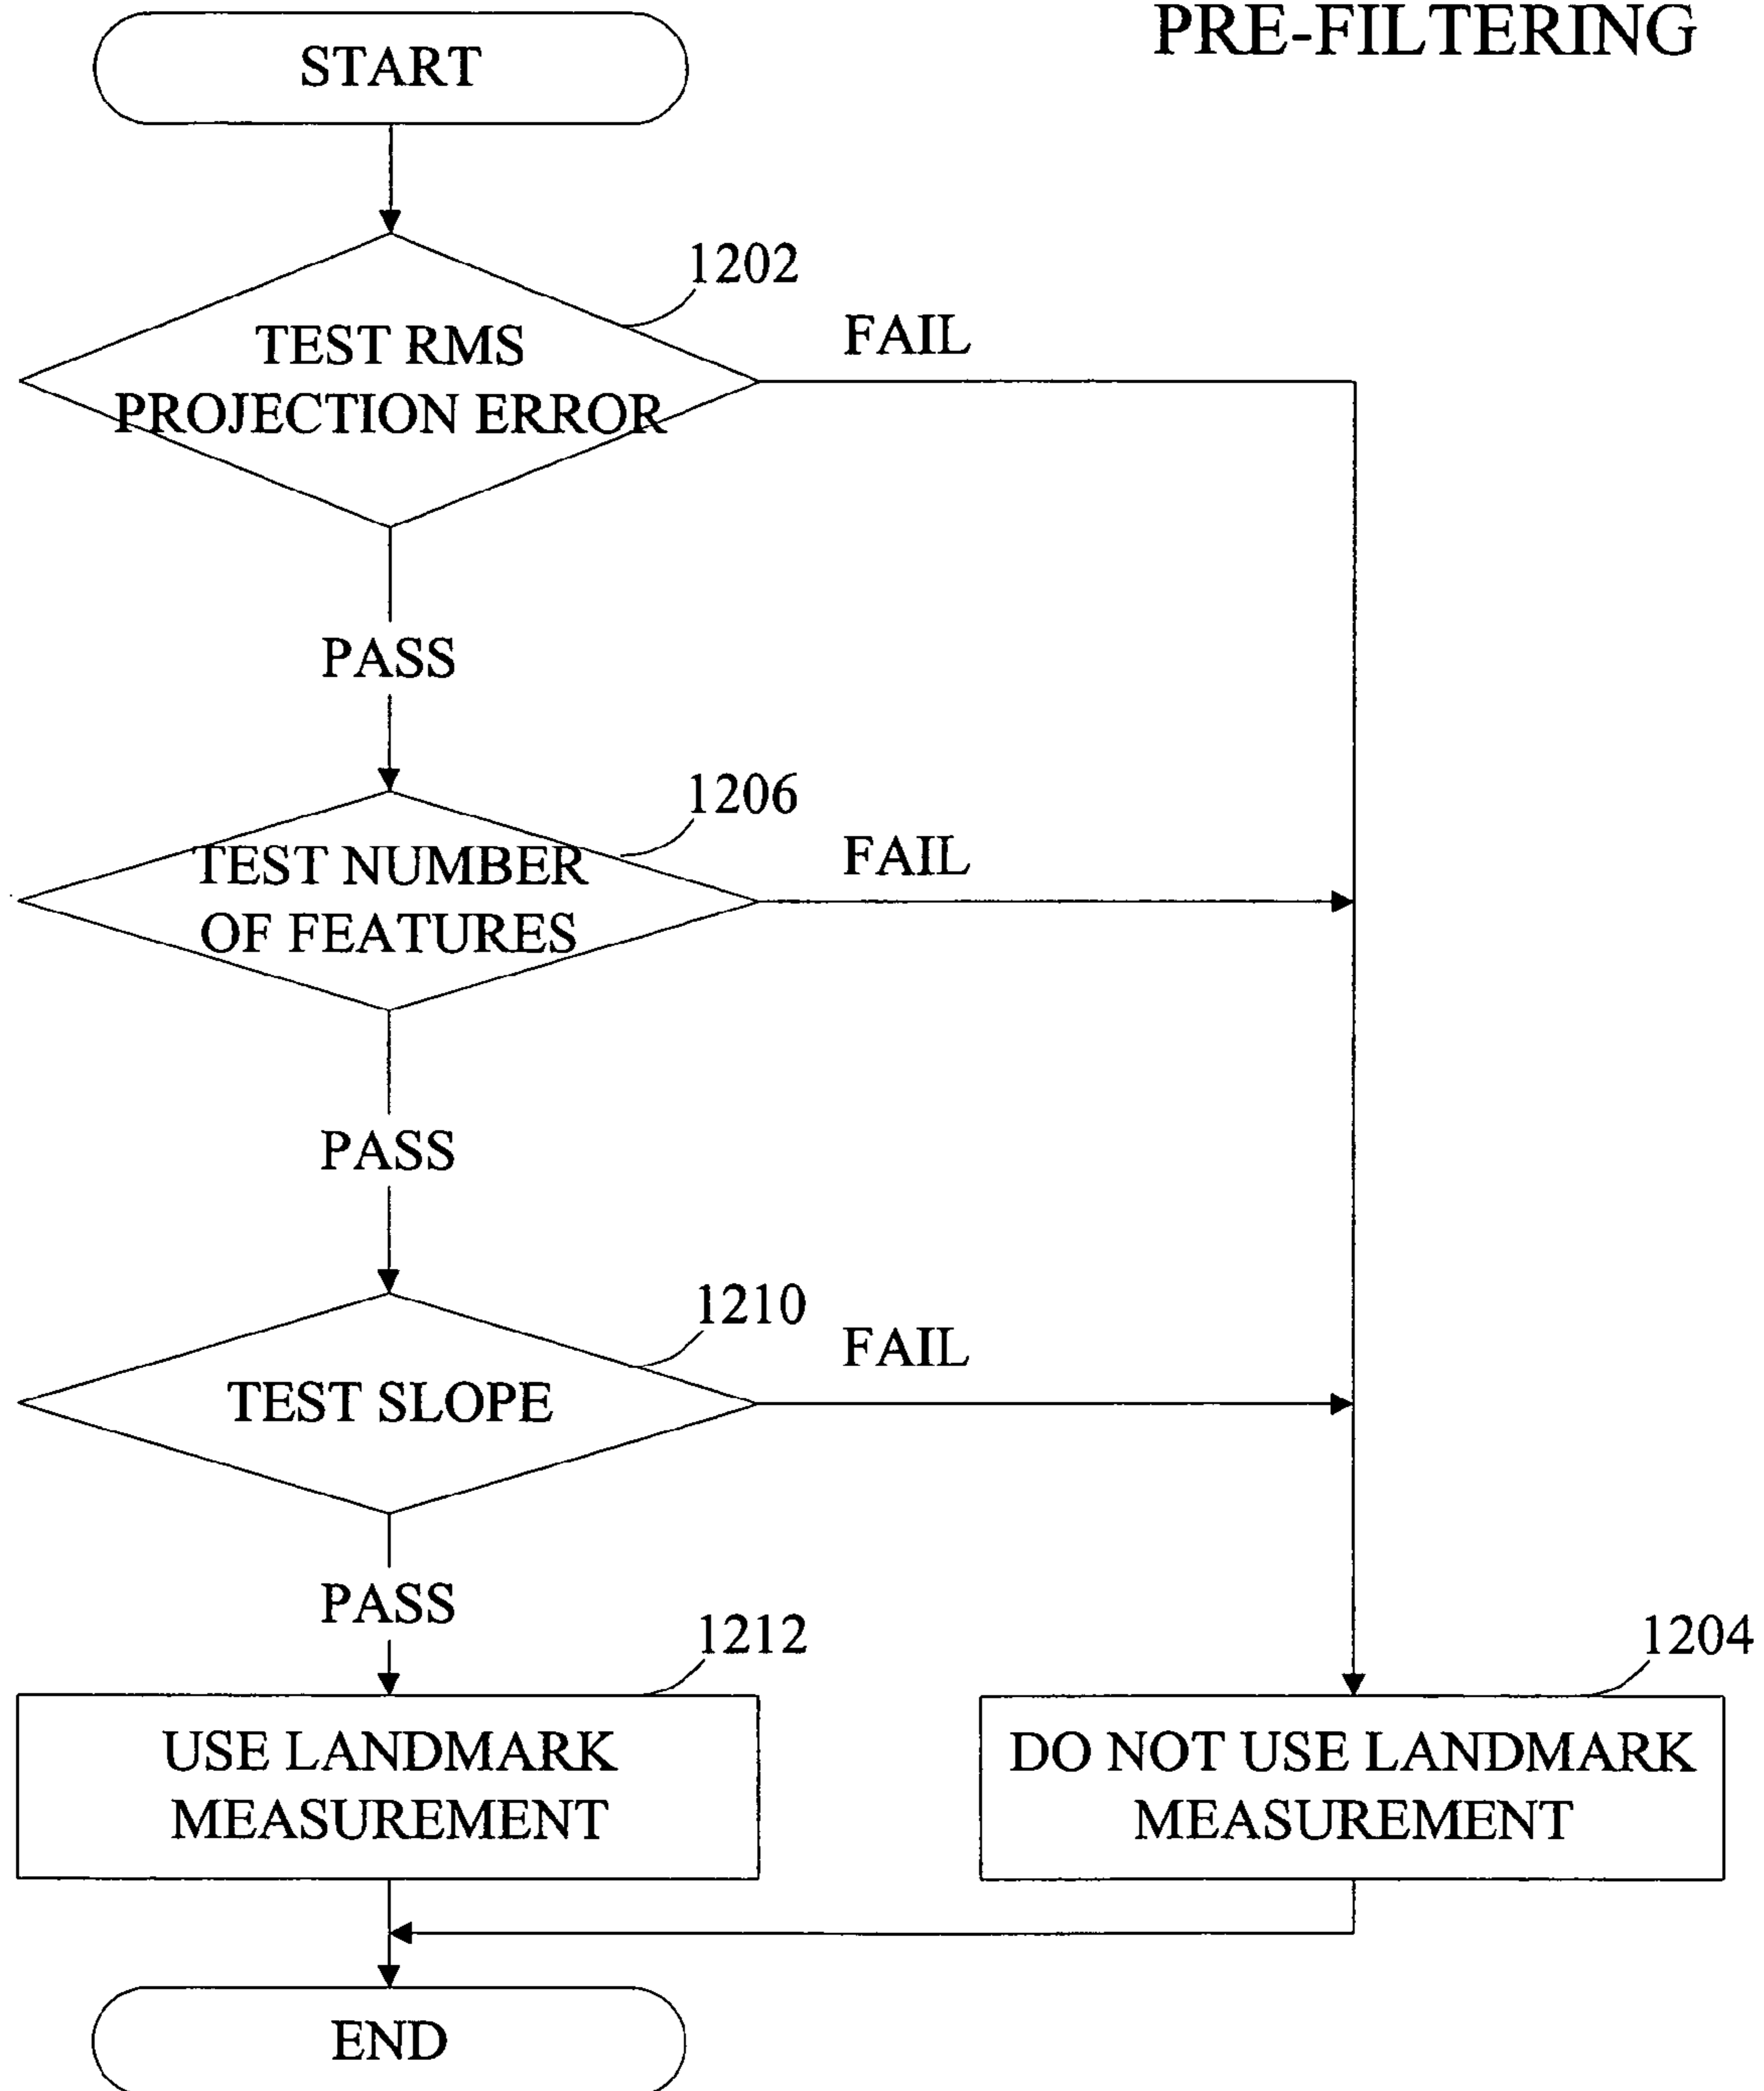 PRE-FILTERING
START
1202
TEST RMS
PROJECTION ERROR
FAIL
PASS
1206
TEST NUMBER
OF FEATURES
FAIL
PASS
1210
TEST SLOPE
FAIL
PASS
1212
USE LANDMARK
MEASUREMENT
1204
DO NOT USE LANDMARK
MEASUREMENT
END